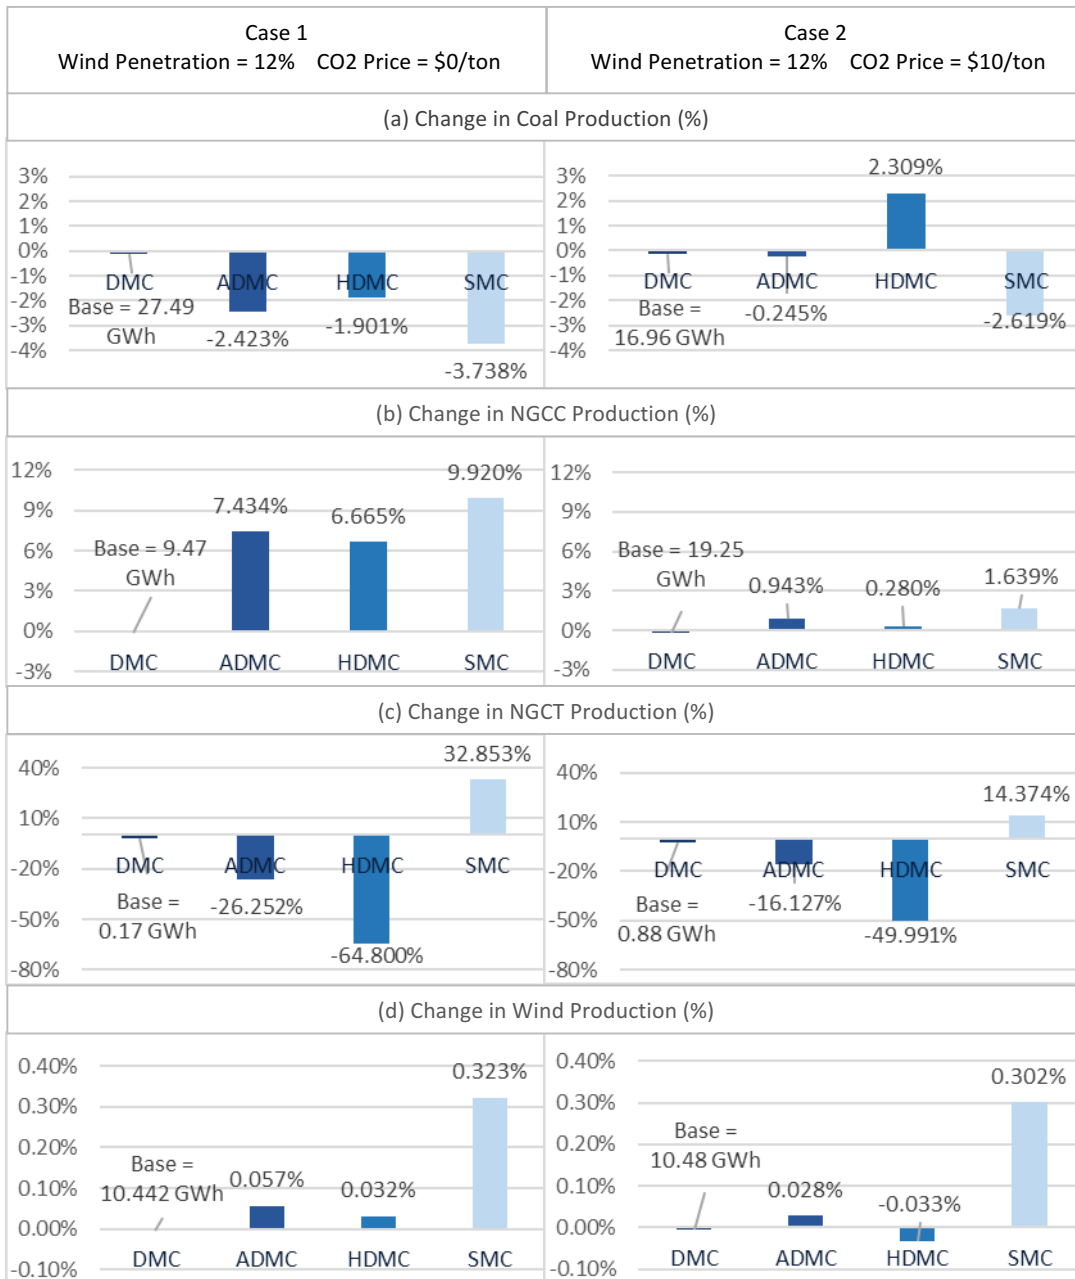 Case 1
Wind Penetration = 12% CO2 Price = $0/ton
Case 2
Wind Penetration = 12% CO2 Price = $10/ton
(a) Change in Coal Production (%)
3%
2%
1%
0%
-1%
-2%
-3%
-4%
DMC
ADMC
HDMC
SMC
Base = 27.49
GWh
-2.423%
-1.901%
-3.738%
3%
2%
1%
0%
-1%
-2%
-3%
-4%
2.309%
DMC
ADMC
HDMC
SMC
Base =
16.96 GWh
-0.245%
-2.619%
(b) Change in NGCC Production (%)
12%
9%
6%
3%
0%
-3%
Base = 9.47
GWh
7.434%
6.665%
9.920%
DMC
ADMC
HDMC
SMC
12%
9%
6%
3%
0%
-3%
Base = 19.25
GWh
0.943%
0.280%
1.639%
DMC
ADMC
HDMC
SMC
(c) Change in NGCT Production (%)
40%
10%
-20%
-50%
-80%
32.853%
DMC
ADMC
HDMC
SMC
Base =
0.17 GWh
-26.252%
-64.800%
40%
10%
-20%
-50%
-80%
14.374%
DMC
ADMC
HDMC
SMC
Base =
0.88 GWh
-16.127%
-49.991%
(d) Change in Wind Production (%)
0.40%
0.30%
0.20%
0.10%
0.00%
-0.10%
Base =
10.442 GWh
0.057%
0.032%
0.323%
DMC
ADMC
HDMC
SMC
0.40%
0.30%
0.20%
0.10%
0.00%
-0.10%
Base =
10.48 GWh
0.028%
-0.033%
0.302%
DMC
ADMC
HDMC
SMC